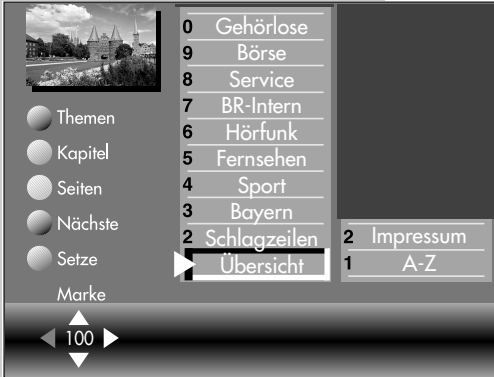 Themen
Kapitel
Seiten
Nächste
Setze
Marke
100
0 Gehörlose
9 Börse
8 Service
7 BR-Intern
6 Hörfunk
5 Fernsehen
4 Sport
3 Bayern
2 Schlagzeilen
Übersicht
2 Impressum
1 A-Z